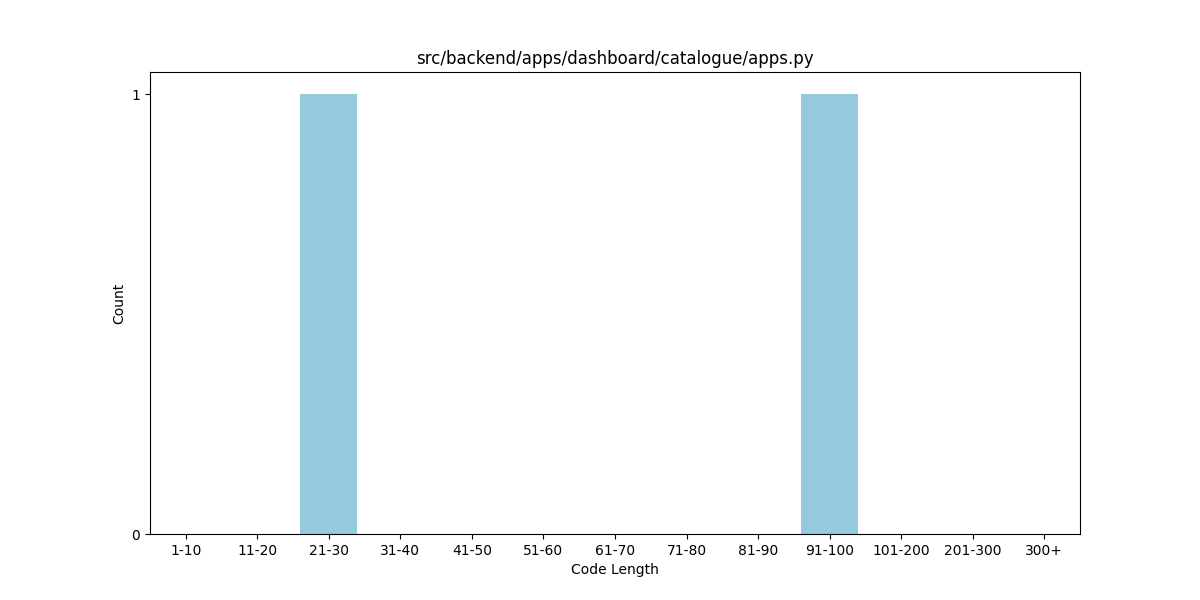 src/backend/apps/dashboard/catalogue/apps.py
1
Count
0
1-10 11-20 21-30 31-40 41-50 51-60 61-70 71-80 81-90 91-100 101-200 201-300 300+
Code Length